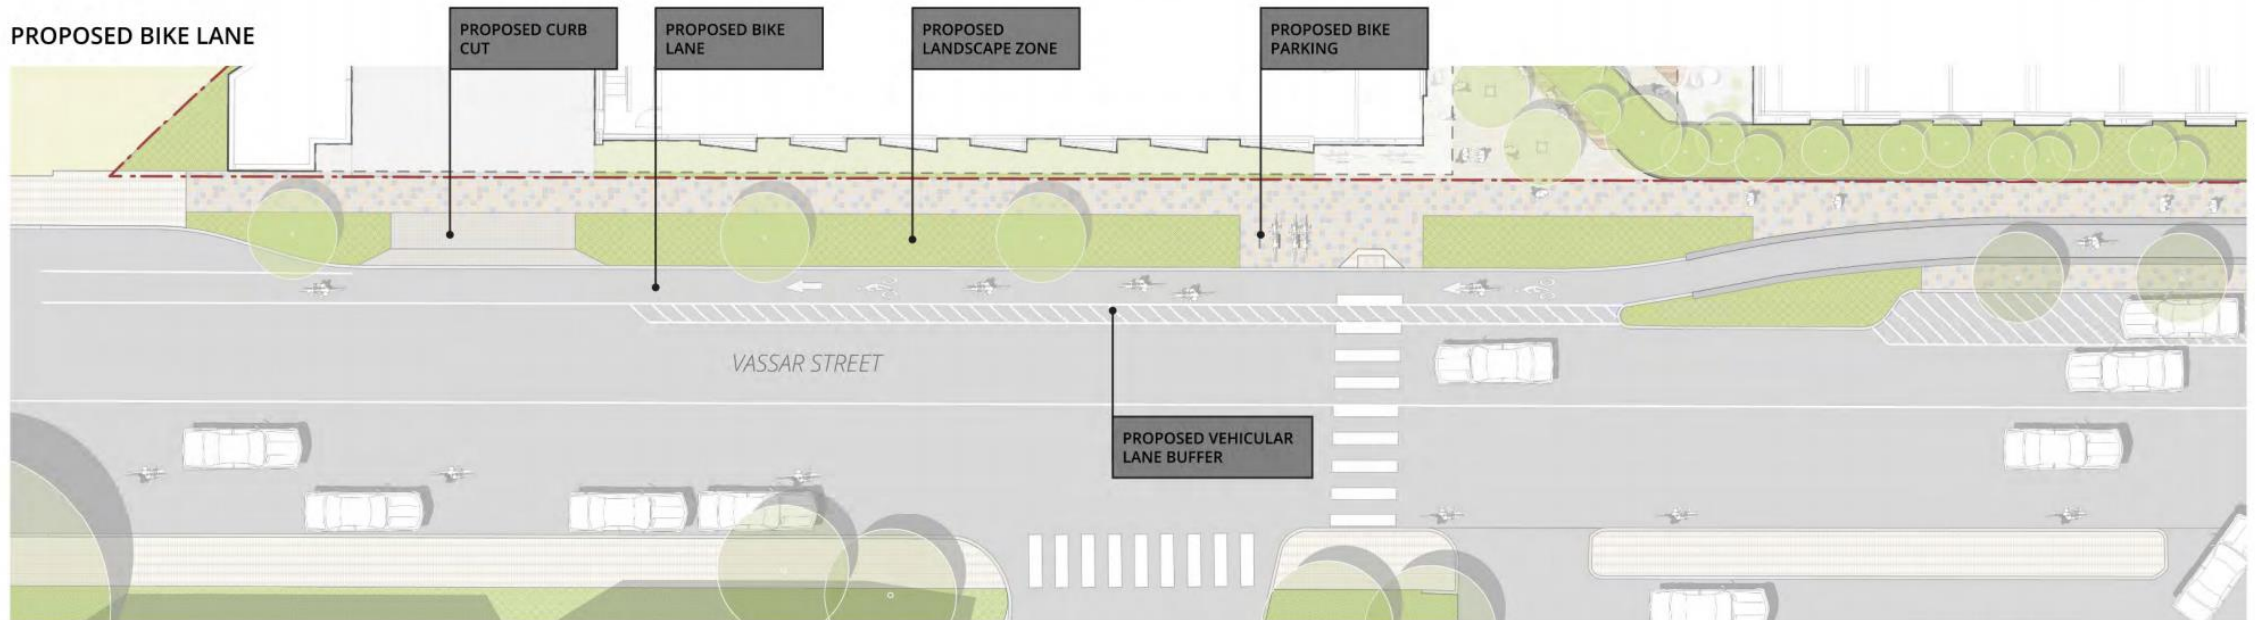 PROPOSED BIKE LANE
PROPOSED CURB
CUT
PROPOSED BIKE
LANE
PROPOSED
LANDSCAPE ZONE
PROPOSED BIKE
PARKING
VASSAR STREET
PROPOSED VEHICULAR
LANE BUFFER